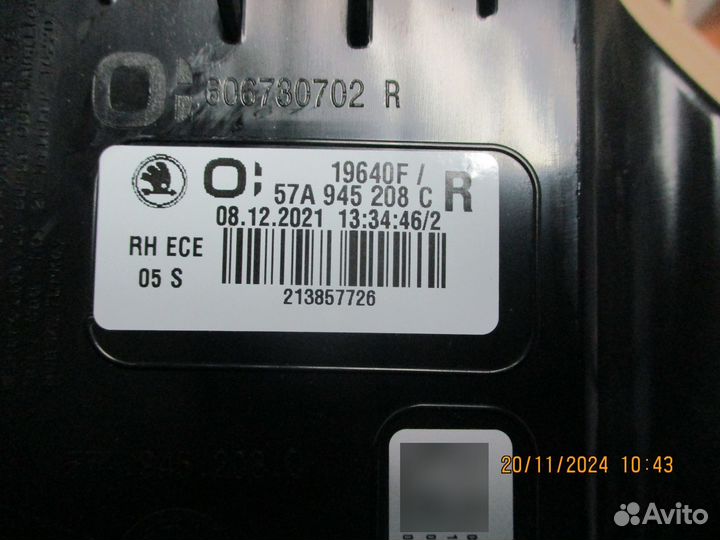 606730702 R
19640F /
57A 945 208 C R
08.12.2021 13:34:46/2
RH ECE
05 S
213857726
20/11/2024 10:43
Avito